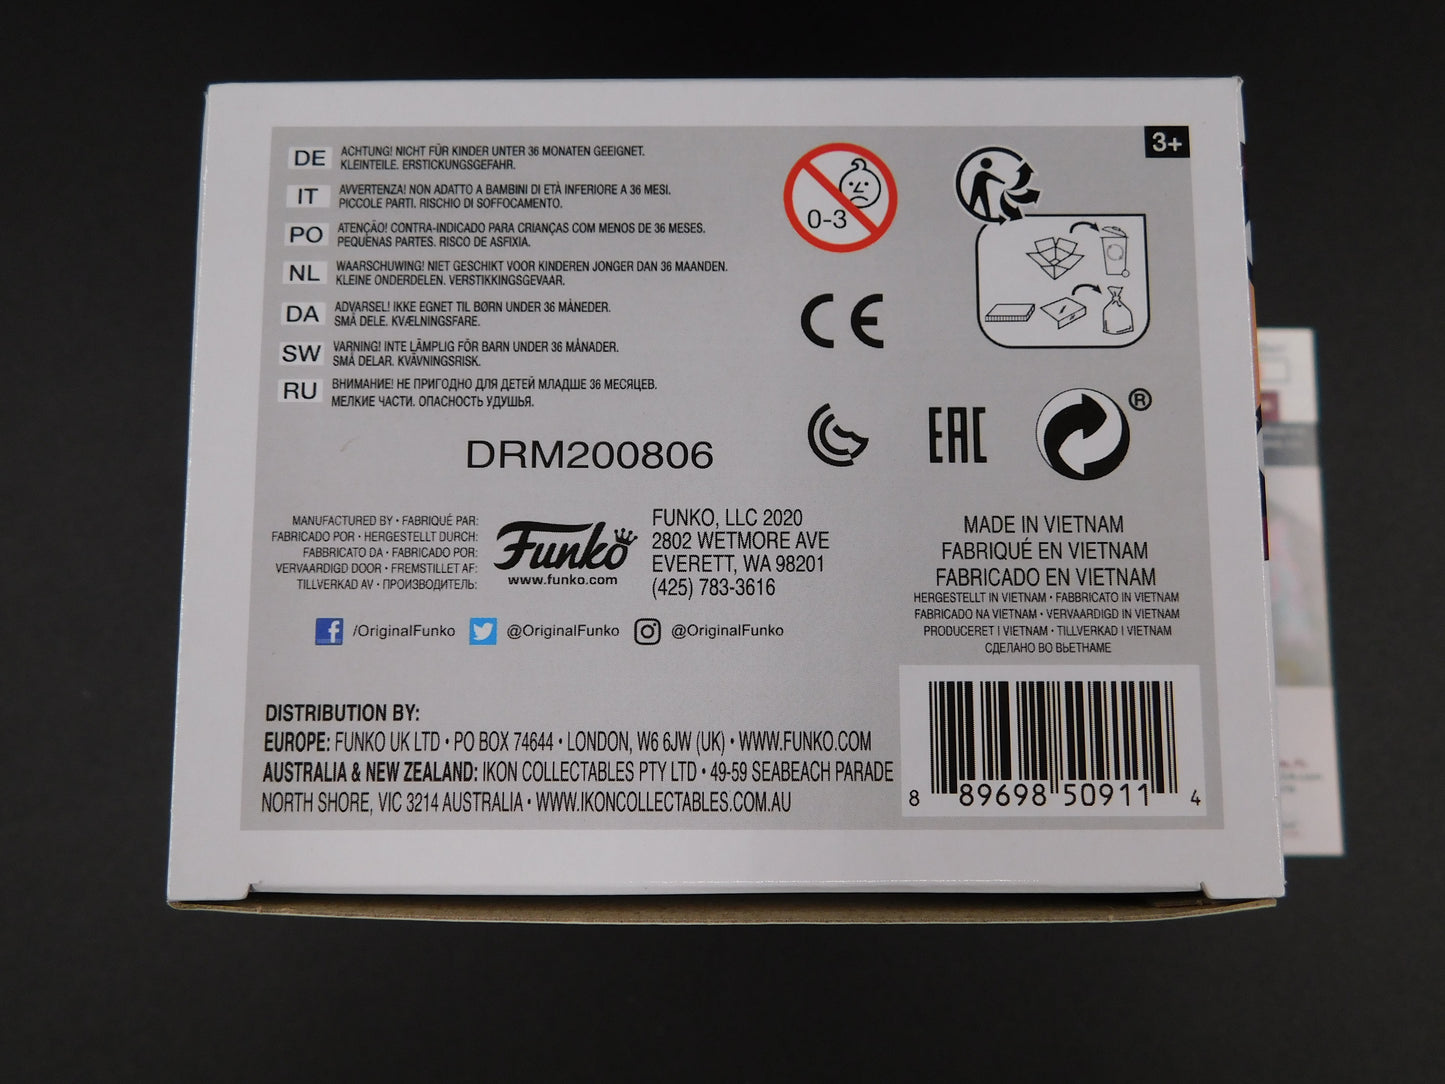 3+
DE ACHTUNG! NICHT FÜR KINDER UNTER 36 MONATEN GEEIGNET.
KLEINTEILE. ERSTICKUNGSGEFAHR.
IT AVVERTENZA! NON ADATTO A BAMBINI DI ETÀ INFERIORE A 36 MESI.
PICCOLE PARTI. RISCHIO DI SOFFOCAMENTO.
PO ATENÇÃO! CONTRA-INDICADO PARA CRIANÇAS COM MENOS DE 36 MESES.
PEQUENAS PARTES. RISCO DE ASFIXIA.
NL WAARSCHUWING! NIET GESCHIKT VOOR KINDEREN JONGER DAN 36 MAANDEN.
KLEINE ONDERDELEN. VERSTIKKINGSGEVAAR.
DA ADVARSEL! IKKE EGNET TIL BØRN UNDER 36 MÅNEDER.
SMÅ DELE. KVÆLNINGSFARE.
SW VARNING! INTE LÄMPLIG FÖR BARN UNDER 36 MÅNADER.
SMÅ DELAR. KVÄVNINGSRISK.
RU ВНИМАНИЕ! НЕ ПРИГОДНО ДЛЯ ДЕТЕЙ МЛАДШЕ 36 МЕСЯЦЕВ.
МЕЛКИЕ ЧАСТИ. ОПАСНОСТЬ УДУШЬЯ.
0-3
CE
EAC
®
DRM200806
MANUFACTURED BY • FABRIQUÉ PAR:
FABRICADO POR • HERGESTELLT DURCH:
FABBRICATO DA • FABRICADO POR:
VERVAARDIGD DOOR • FREMSTILLET AF:
TILLVERKAD AV • ПРОИЗВОДИТЕЛЬ:
Funko
www.funko.com
FUNKO, LLC 2020
2802 WETMORE AVE
EVERETT, WA 98201
(425) 783-3616
MADE IN VIETNAM
FABRIQUÉ EN VIETNAM
FABRICADO EN VIETNAM
HERGESTELLT IN VIETNAM • FABBRICATO IN VIETNAM
FABRICADO NA VIETNAM • VERVAARDIGD IN VIETNAM
PRODUCERET I VIETNAM • TILLVERKAD I VIETNAM
СДЕЛАНО ВО ВЬЕТНАМЕ
f /OriginalFunko @OriginalFunko @OriginalFunko
DISTRIBUTION BY:
EUROPE: FUNKO UK LTD • PO BOX 74644 • LONDON, W6 6JW (UK) • WWW.FUNKO.COM
AUSTRALIA & NEW ZEALAND: IKON COLLECTABLES PTY LTD • 49-59 SEABEACH PARADE
NORTH SHORE, VIC 3214 AUSTRALIA • WWW.IKONCOLLECTABLES.COM.AU
8 89698 50911 4